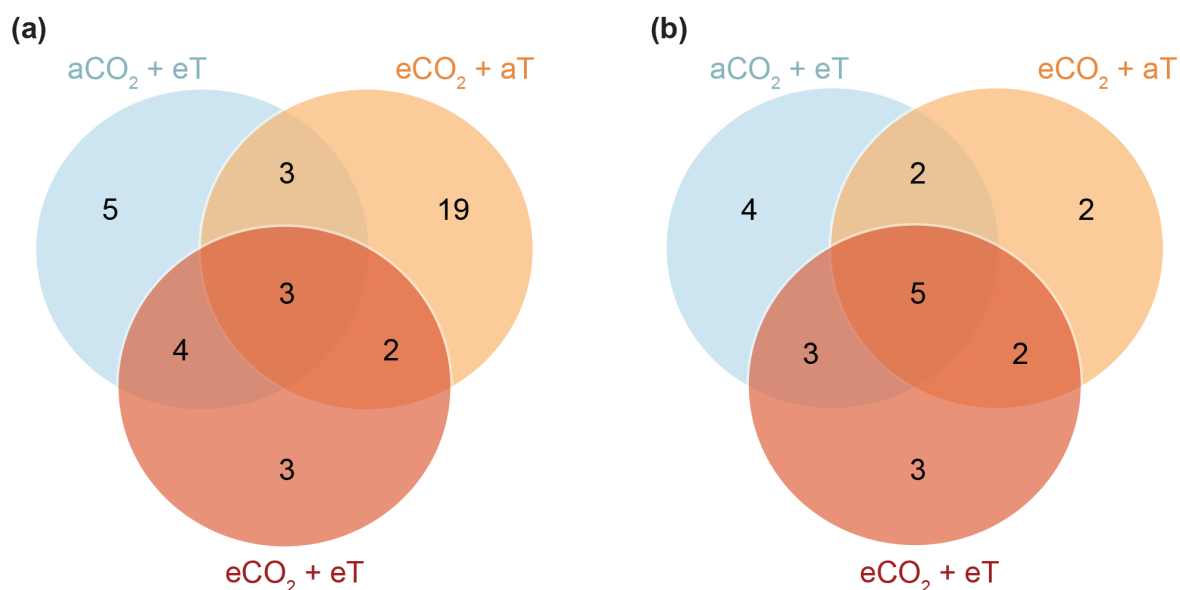 (a)
aCO₂ + eT
eCO₂ + aT
3
5
19
3
4
2
3
eCO₂ + eT
(b)
aCO₂ + eT
eCO₂ + aT
2
4
2
5
3
2
3
eCO₂ + eT